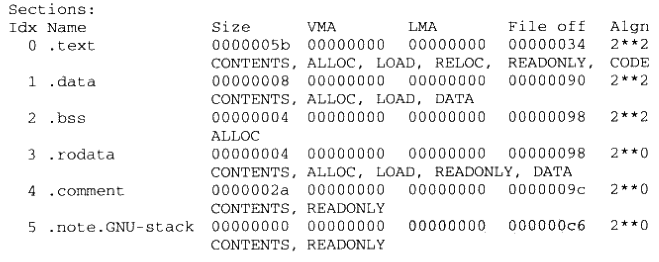 Sections:
Idx Name Size VMA LMA File off Algn
0 .text 0000005b 00000000 00000000 00000034 2**2
CONTENTS, ALLOC, LOAD, RELOC, READONLY, CODE
1 .data 00000008 00000000 00000000 00000090 2**2
CONTENTS, ALLOC, LOAD, DATA
2 .bss 00000004 00000000 00000000 00000098 2**2
ALLOC
3 .rodata 00000004 00000000 00000000 00000098 2**0
CONTENTS, ALLOC, LOAD, READONLY, DATA
4 .comment 0000002a 00000000 00000000 0000009c 2**0
CONTENTS, READONLY
5 .note.GNU-stack 00000000 00000000 00000000 000000c6 2**0
CONTENTS, READONLY